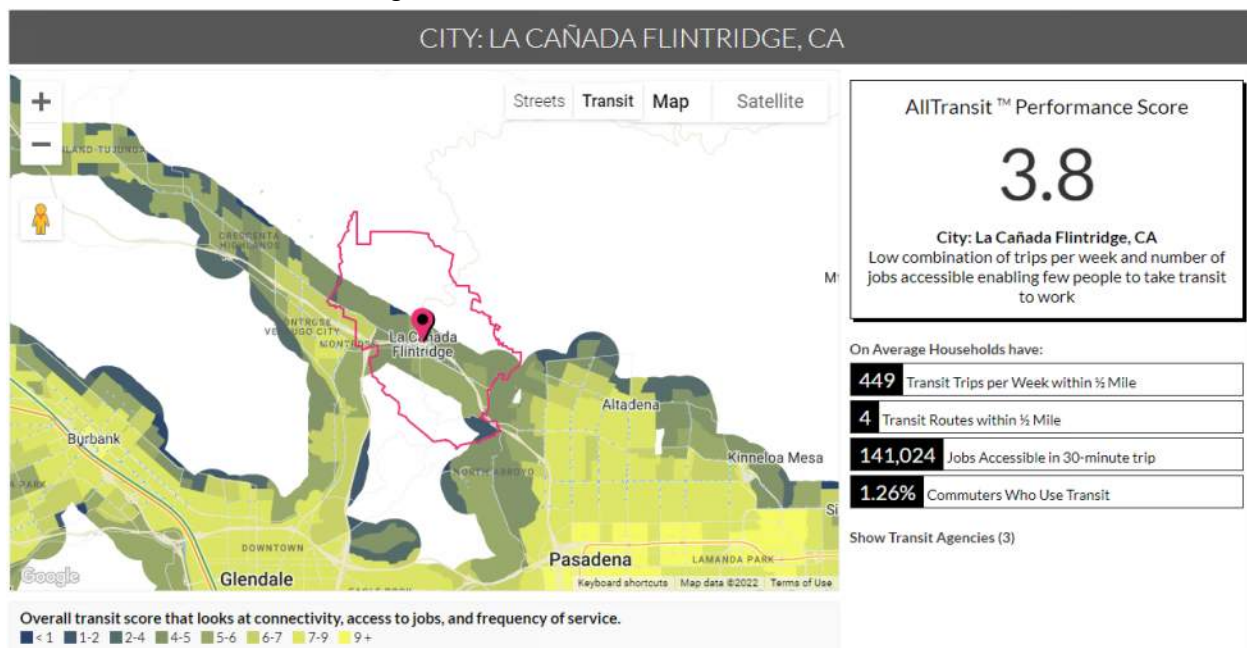 CITY: LA CAÑADA FLINTRIDGE, CA
Streets
Transit
Map
Satellite
+
−
LAND-TUJUNGA
CRESCENTA
HIGHLANDS
MONTROSE
VERDUGO CITY
MONTROSE
La Cañada
Flintridge
Altadena
Burbank
Kinneloa Mesa
NORTH ARROYO
DOWNTOWN
Glendale
Pasadena
LAMANDA PARK
Google
Keyboard shortcuts
Map data ©2022
Terms of Use
Overall transit score that looks at connectivity, access to jobs, and frequency of service.
< 1 1-2 2-4 4-5 5-6 6-7 7-9 9 +
AllTransit ™ Performance Score
3.8
City: La Cañada Flintridge, CA
Low combination of trips per week and number of
jobs accessible enabling few people to take transit
to work
On Average Households have:
449 Transit Trips per Week within ½ Mile
4 Transit Routes within ½ Mile
141,024 Jobs Accessible in 30-minute trip
1.26% Commuters Who Use Transit
Show Transit Agencies (3)